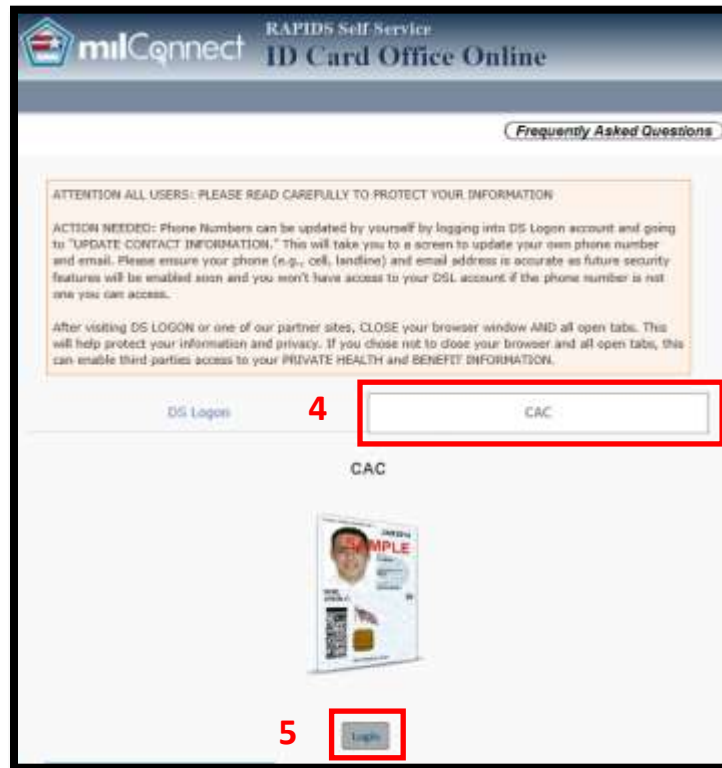 milConnect
RAPIDS Self Service
ID Card Office Online
Frequently Asked Questions
ATTENTION ALL USERS: PLEASE READ CAREFULLY TO PROTECT YOUR INFORMATION
ACTION NEEDED: Phone Numbers can be updated by yourself by logging into DS Logon account and going
to "UPDATE CONTACT INFORMATION." This will take you to a screen to update your own phone number
and email. Please ensure your phone (e.g., cell, landline) and email address is accurate as future security
features will be enabled soon and you won't have access to your DSL account if the phone number is not
one you can access.
After visiting DS LOGON or one of our partner sites, CLOSE your browser window AND all open tabs. This
will help protect your information and privacy. If you chose not to close your browser and all open tabs, this
can enable third parties access to your PRIVATE HEALTH and BENEFIT INFORMATION.
DS Logon
4
CAC
CAC
SAMPLE
5
Login